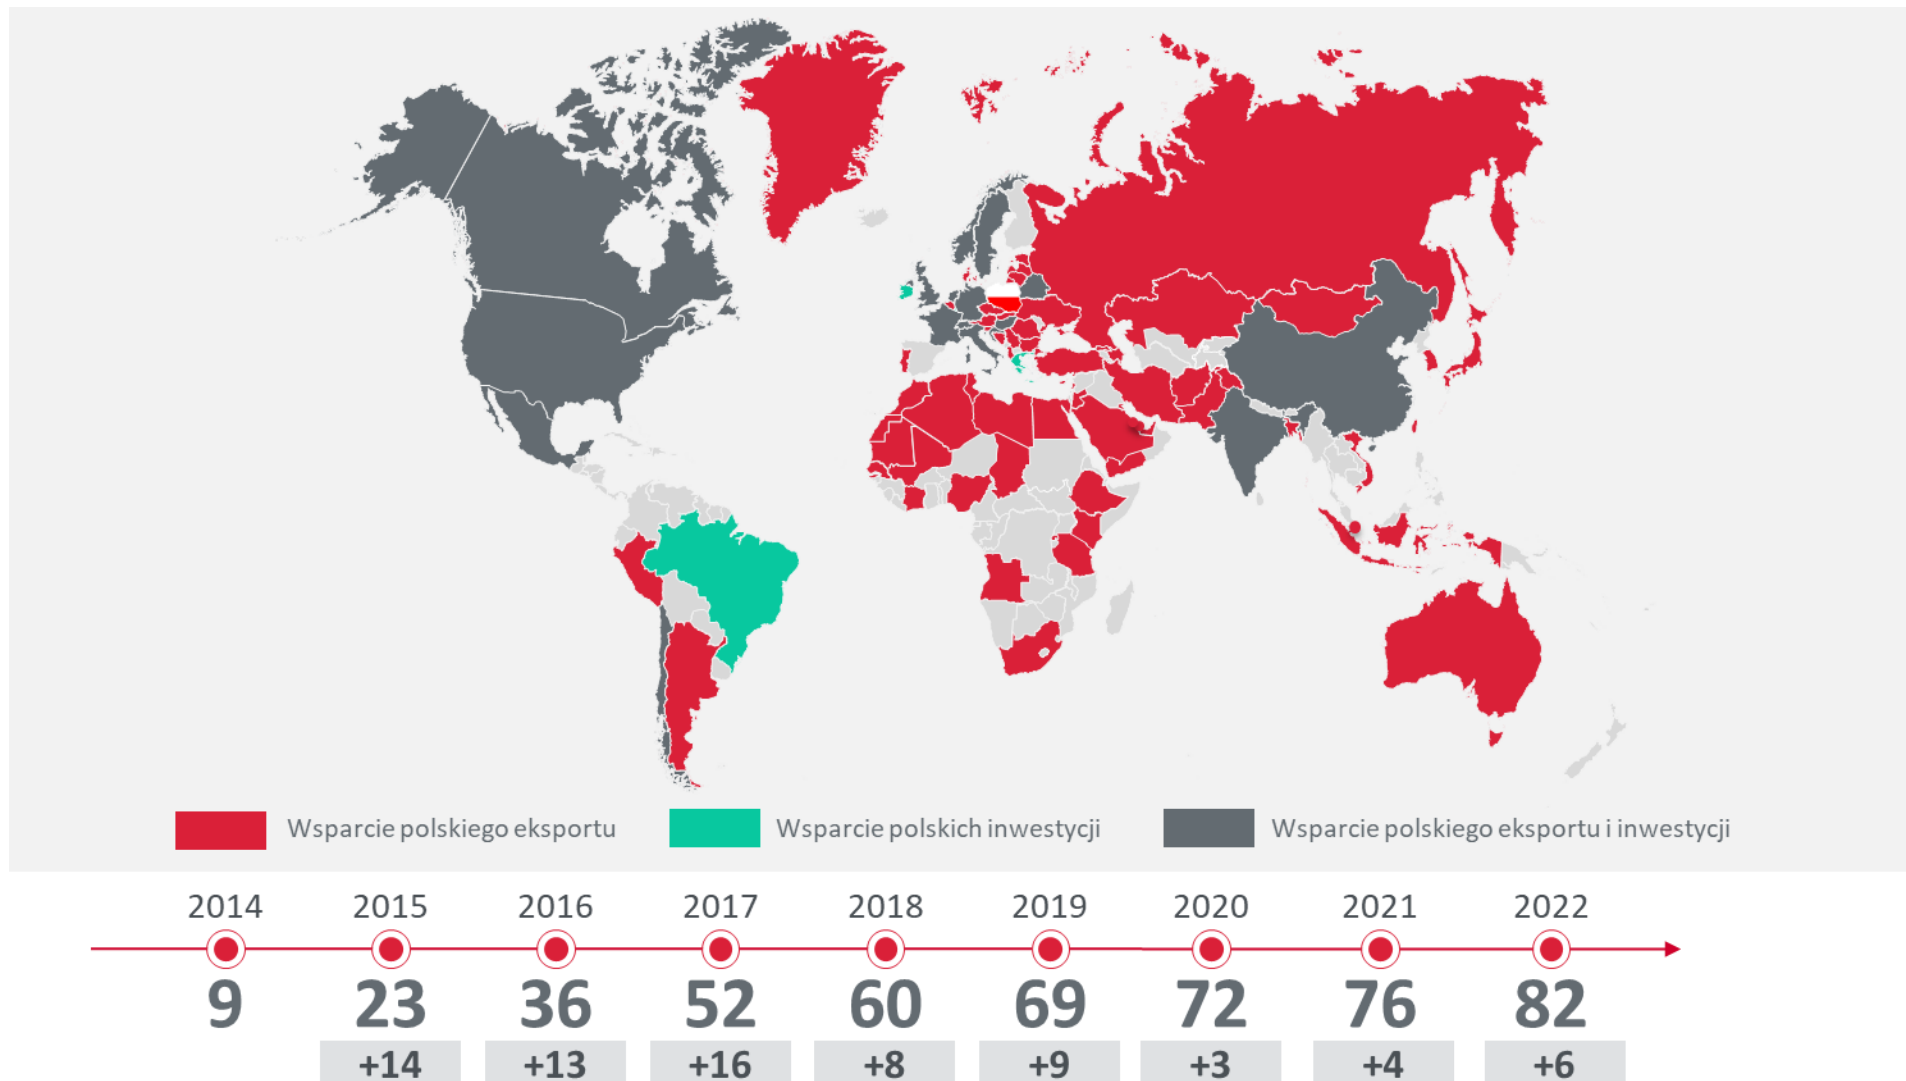 Wsparcie polskiego eksportu
Wsparcie polskich inwestycji
Wsparcie polskiego eksportu i inwestycji
2014 2015 2016 2017 2018 2019 2020 2021 2022
9 23 36 52 60 69 72 76 82
+14 +13 +16 +8 +9 +3 +4 +6